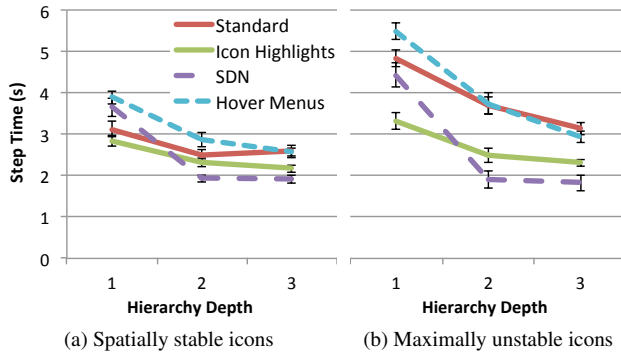 6
5
4
3
2
1
0
Step Time (s)
Standard
Icon Highlights
SDN
Hover Menus
1 2 3
1 2 3
Hierarchy Depth
Hierarchy Depth
(a) Spatially stable icons
(b) Maximally unstable icons